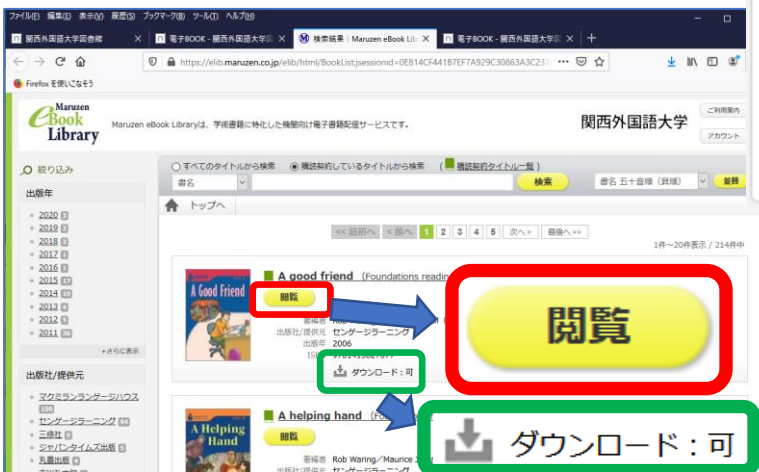 ファイル(F) 編集(E) 表示(V) 履歴(S) ブックマーク(B) ツール(T) ヘルプ(H)
関西外国語大学図書館
電子BOOK - 関西外国語大学
検索結果 | Maruzen eBook Lib
電子BOOK - 関西外国語大学
https://elib.maruzen.co.jp/elib/html/BookList;jsessionid=
Firefox を使いこなそう
Maruzen
eBook
Library
Maruzen eBook Libraryは、学術書籍に特化した機関向け電子書籍配信サービスです。
関西外国語大学
ご利用案内
アカウント
絞り込み
すべてのタイトルから検索 購読契約しているタイトルから検索 ( 購読契約タイトル一覧 )
書名
検索
書名 五十音順 (昇順)
並替
トップへ
出版年
2020
2019
2018
2017
2016
2015
2014
2013
2012
2011
+さらに表示
<< 最初へ < 前へ 1 2 3 4 5 次へ > 最後へ >>
1件~20件表示 / 214件中
A Good Friend
A good friend (Foundations readin
閲覧
著編者 Rob
出版社/提供元 センゲージラーニング
出版年 2006
ダウンロード：可
閲覧
出版社/提供元
マクミランランゲージハウス
センゲージラーニング
三修社
ジャパンタイムズ出版
丸善出版
A Helping
Hand
A helping hand
閲覧
著編者 Rob Waring/Maurice J
出版社/提供元 センゲージラーニング
ダウンロード：可